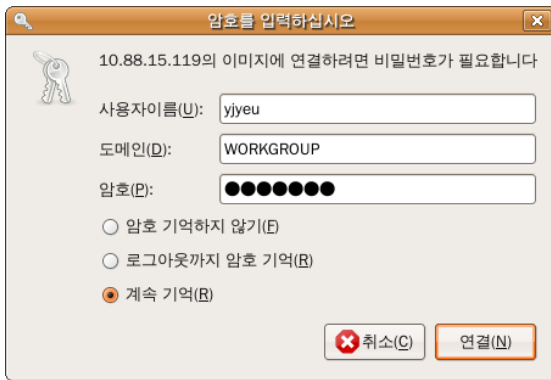 암호를 입력하십시오
10.88.15.119의 이미지에 연결하려면 비밀번호가 필요합니다
사용자이름(U): yjyeu
도메인(D): WORKGROUP
암호(P): ●●●●●●●
암호 기억하지 않기(F)
로그아웃까지 암호 기억(R)
계속 기억(R)
취소(C) 연결(N)